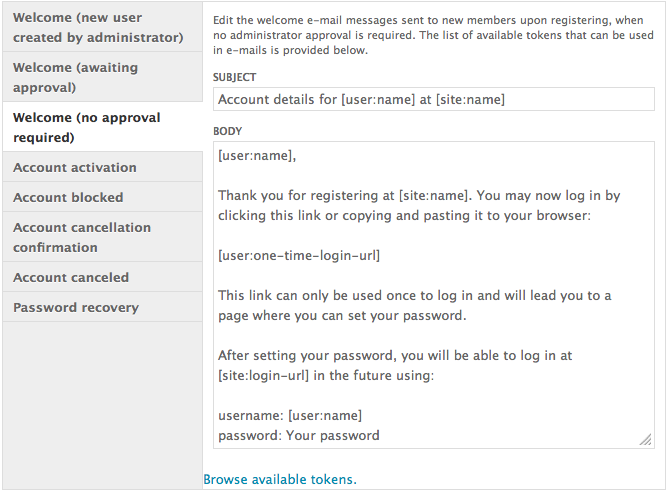 Welcome (new user
created by administrator)
Welcome (awaiting
approval)
Welcome (no approval
required)
Account activation
Account blocked
Account cancellation
confirmation
Account canceled
Password recovery
Edit the welcome e-mail messages sent to new members upon registering, when
no administrator approval is required. The list of available tokens that can be used
in e-mails is provided below.
SUBJECT
Account details for [user:name] at [site:name]
BODY
[user:name],
Thank you for registering at [site:name]. You may now log in by
clicking this link or copying and pasting it to your browser:
[user:one-time-login-url]
This link can only be used once to log in and will lead you to a
page where you can set your password.
After setting your password, you will be able to log in at
[site:login-url] in the future using:
username: [user:name]
password: Your password
Browse available tokens.